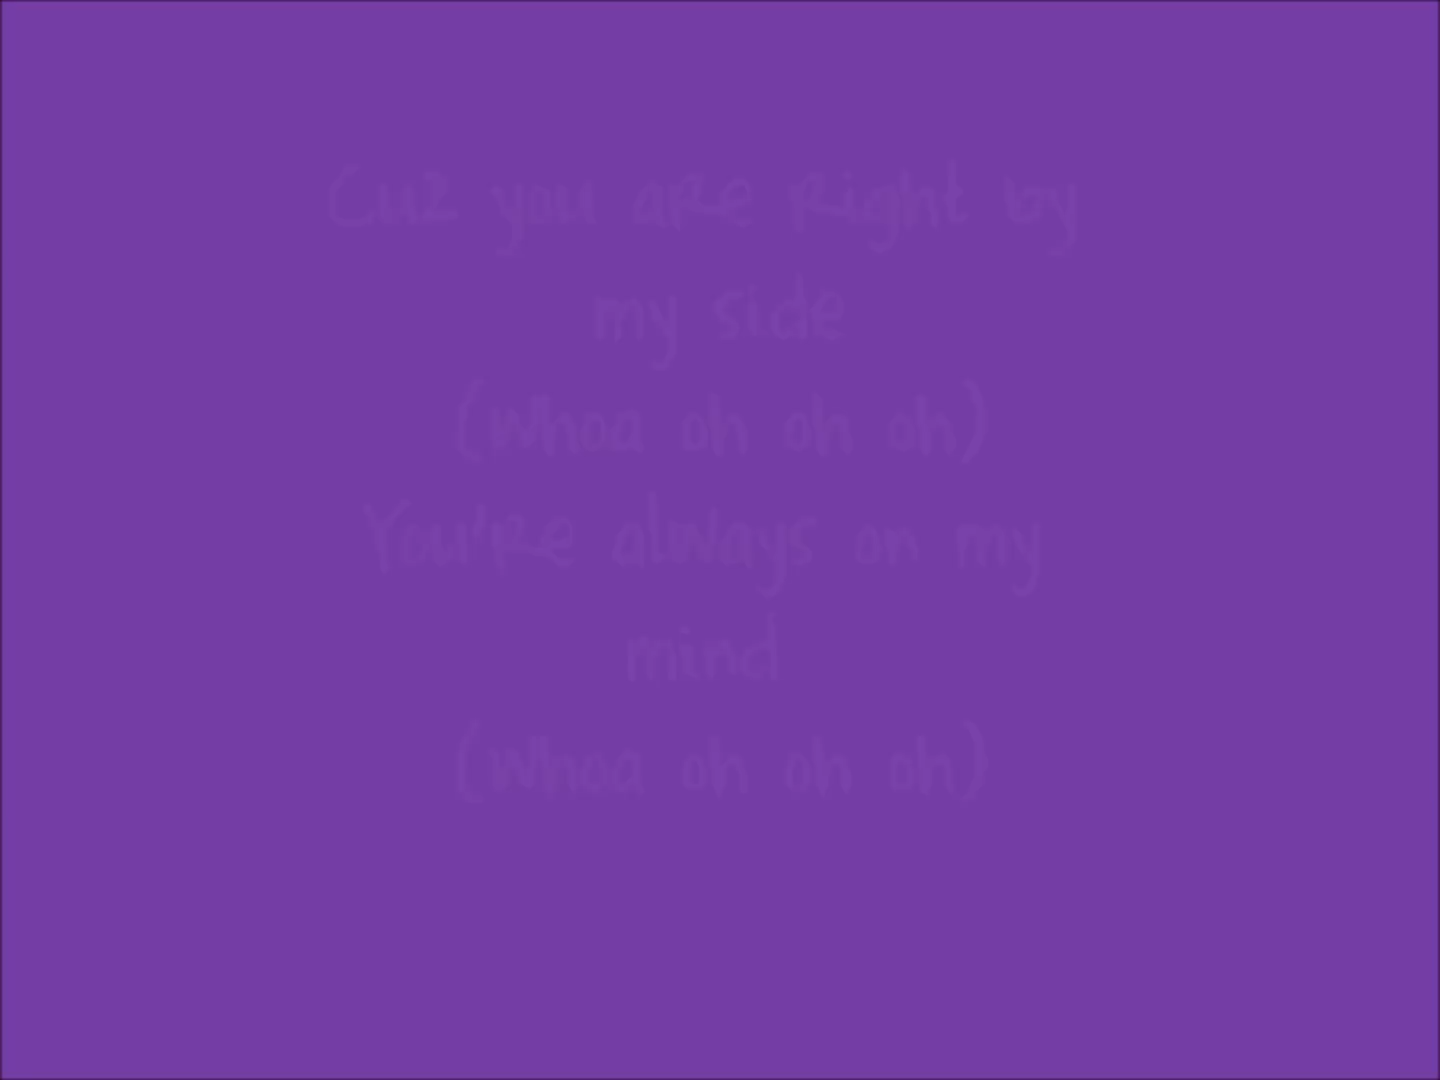 Cuz you are right by
my side
(Whoa oh oh oh)
You're always on my
mind
(Whoa oh oh oh)